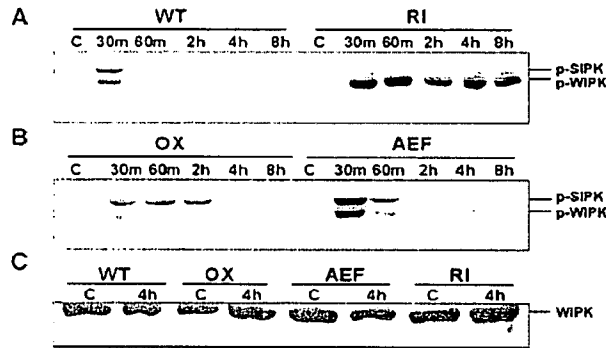 A
WT RI
C 30m 60m 2h 4h 8h C 30m 60m 2h 4h 8h
p-SIPK
p-WIPK
B
OX AEF
C 30m 60m 2h 4h 8h C 30m 60m 2h 4h 8h
p-SIPK
p-WIPK
C
WT OX AEF RI
C 4h C 4h C 4h C 4h
WIPK